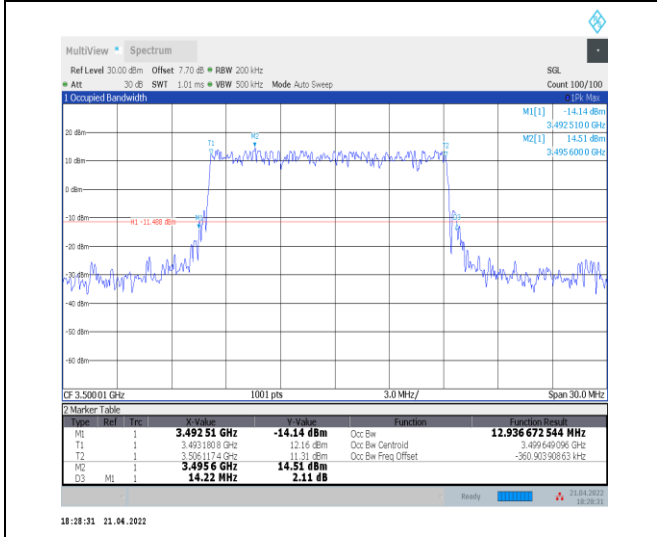 MultiView Spectrum
Ref Level 30.00 dBm Offset 7.70 dB RBW 200 kHz SGL
Att 30 dB SWT 1.01 ms VBW 500 kHz Mode Auto Sweep Count 100/100
1 Occupied Bandwidth 1Pk Max
M1[1] -14.14 dBm
3.492 510 0 GHz
M2[1] 14.51 dBm
3.495 600 0 GHz
20 dBm
T1 M2 T2
10 dBm
0 dBm
-10 dBm
M1 D3
H1 -11.488 dBm
-20 dBm
-30 dBm
-40 dBm
-50 dBm
-60 dBm
CF 3.500 01 GHz 1001 pts 3.0 MHz/ Span 30.0 MHz
2 Marker Table
Type Ref Trc X-Value Y-Value Function Function Result
M1 1 3.492 51 GHz -14.14 dBm Occ Bw 12.936 672 544 MHz
T1 1 3.493 180 8 GHz 12.16 dBm Occ Bw Centroid 3.499 649 096 GHz
T2 1 3.506 117 4 GHz 11.31 dBm Occ Bw Freq Offset -360.903 908 63 kHz
M2 1 3.495 6 GHz 14.51 dBm
D3 M1 1 14.22 MHz 2.11 dB
Ready 21.04.2022
18:28:31
18:28:31 21.04.2022